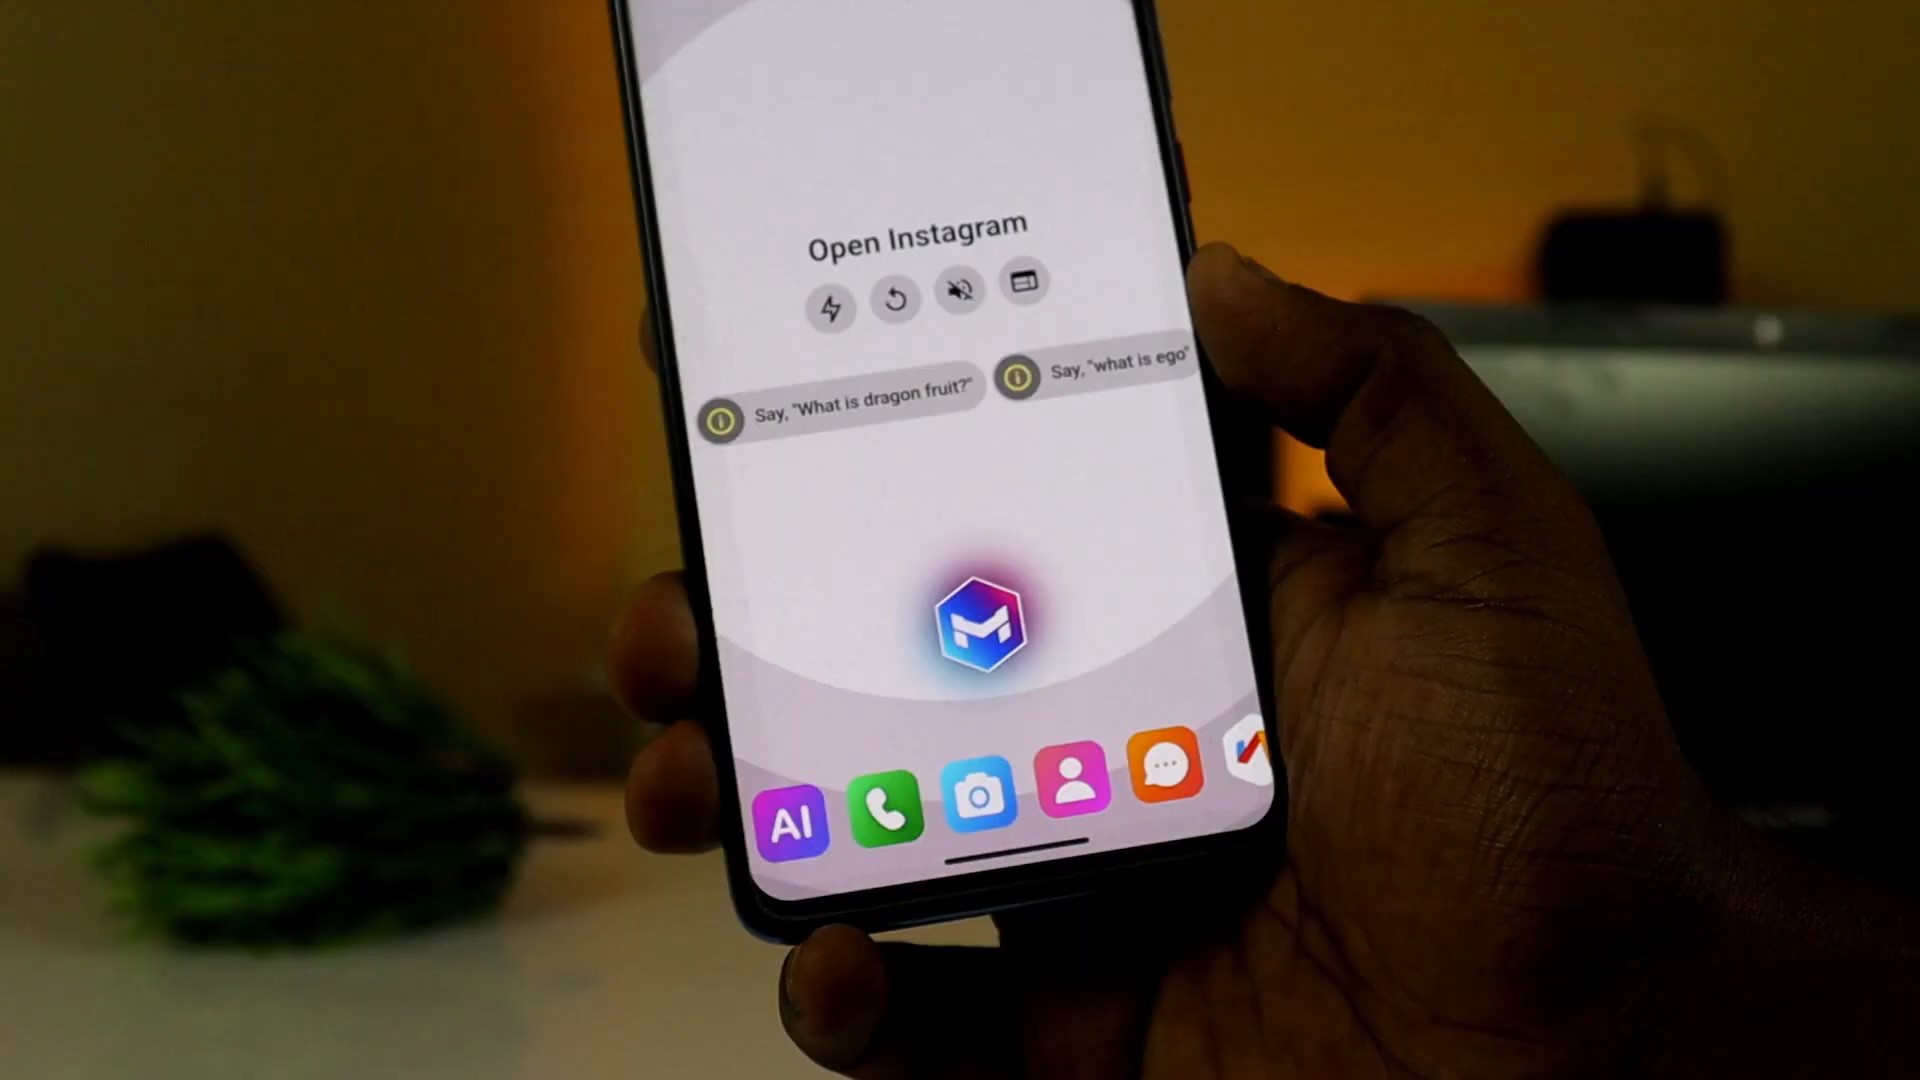 Open Instagram
Say, "What is dragon fruit?"
Say, "what is ego"
AI